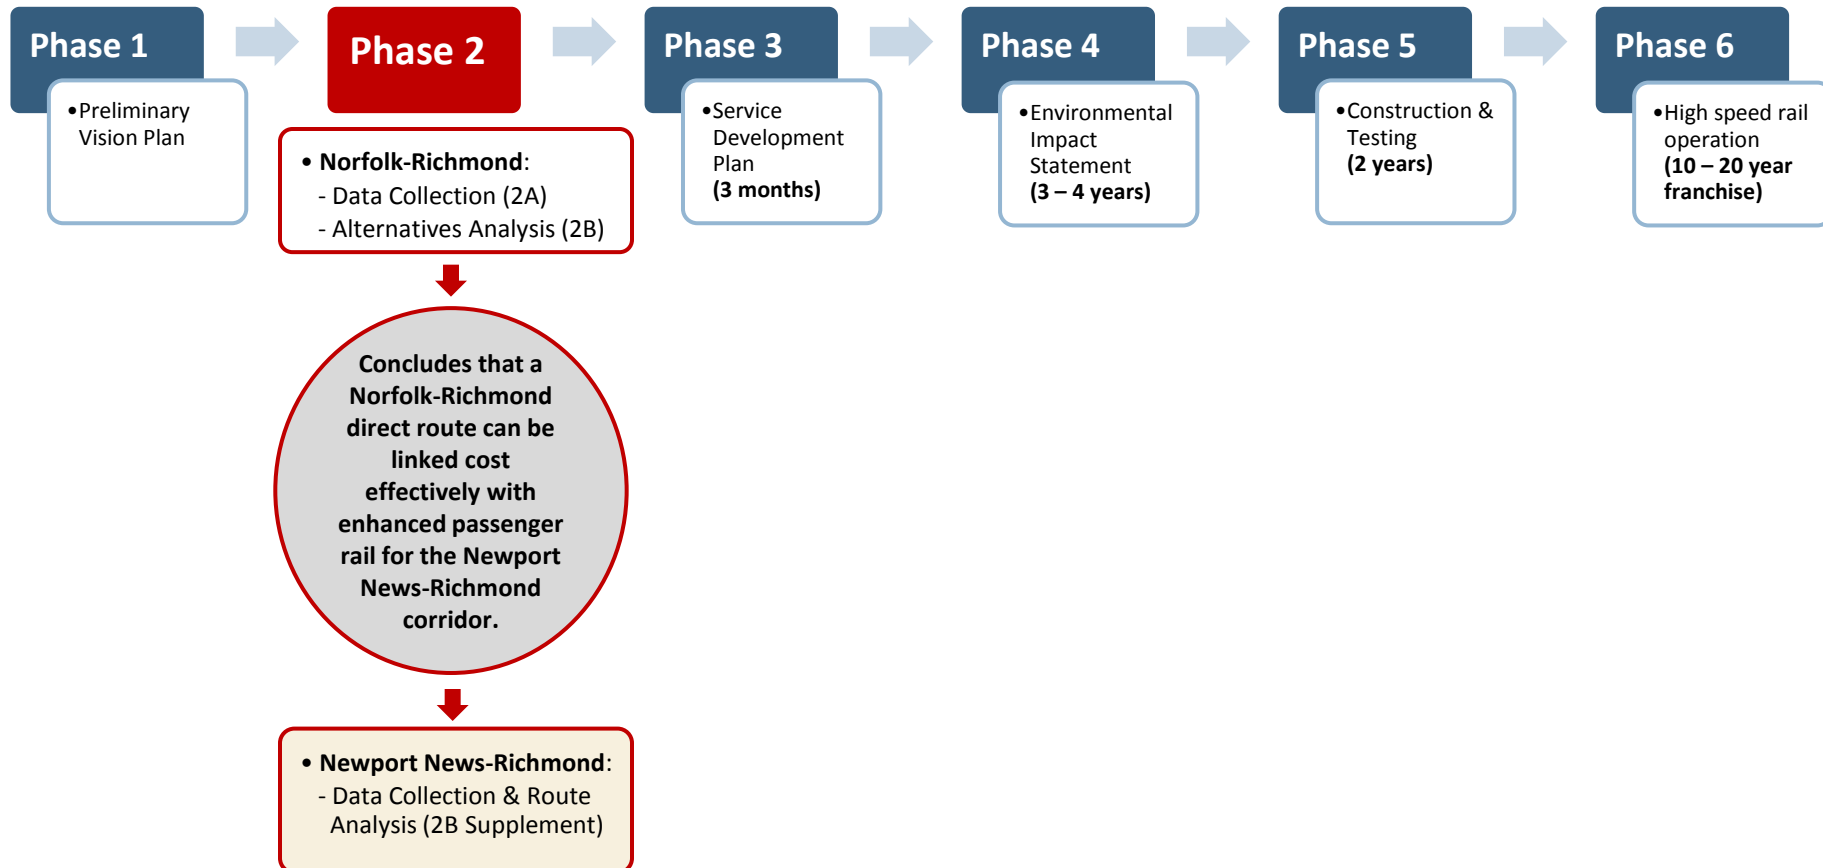 Phase 1
•Preliminary
Vision Plan
Phase 2
• Norfolk-Richmond:
- Data Collection (2A)
- Alternatives Analysis (2B)
Concludes that a
Norfolk-Richmond
direct route can be
linked cost
effectively with
enhanced passenger
rail for the Newport
News-Richmond
corridor.
• Newport News-Richmond:
- Data Collection & Route
Analysis (2B Supplement)
Phase 3
•Service
Development
Plan
(3 months)
Phase 4
•Environmental
Impact
Statement
(3 – 4 years)
Phase 5
•Construction &
Testing
(2 years)
Phase 6
•High speed rail
operation
(10 – 20 year
franchise)